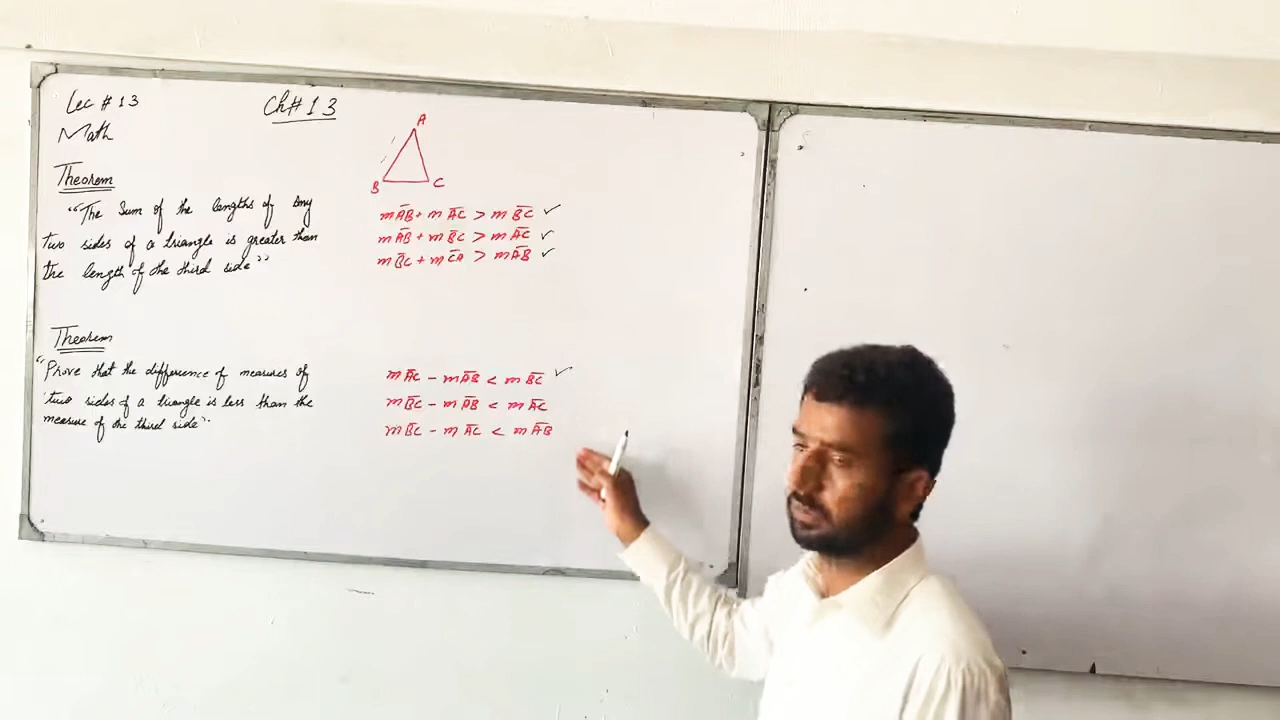 Lec # 13
Ch# 13
Math
A
B
C
Theorem
“The Sum of the lengths of any
two sides of a triangle is greater than
the length of the third side”
mAB + mAC > mBC ✓
mAB + mBC > mAC ✓
mBC + mCA > mAB ✓
Theorem
“Prove that the difference of measures of
two sides of a triangle is less than the
measure of the third side”
mAC - mAB < mBC ✓
mBC - mAB < mAC
mBC - mAC < mAB